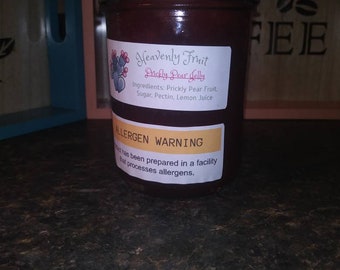 Heavenly Fruit
Prickly Pear Jelly
Ingredients: Prickly Pear Fruit,
Sugar, Pectin, Lemon Juice
ALLERGEN WARNING
has been prepared in a facility
that processes allergens.
FEE